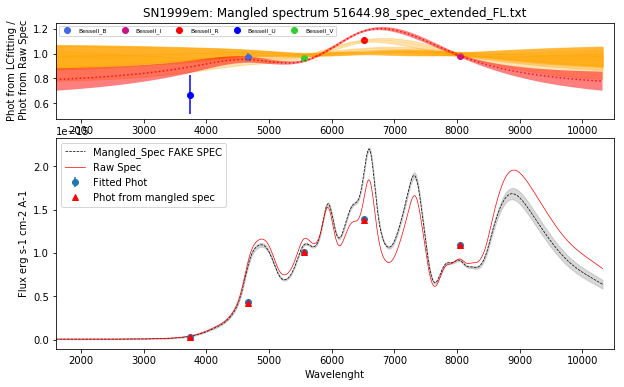 SN1999em: Mangled spectrum 51644.98_spec_extended_FL.txt
Phot from LCfitting /
Phot from Raw Spec
1.2
1.0
0.8
0.6
Bessell_B
Bessell_I
Bessell_R
Bessell_U
Bessell_V
2000 3000 4000 5000 6000 7000 8000 9000 10000
Flux erg s-1 cm-2 A-1
2.0
1.5
1.0
0.5
0.0
Mangled_Spec FAKE SPEC
Raw Spec
Fitted Phot
Phot from mangled spec
2000 3000 4000 5000 6000 7000 8000 9000 10000
Wavelenght